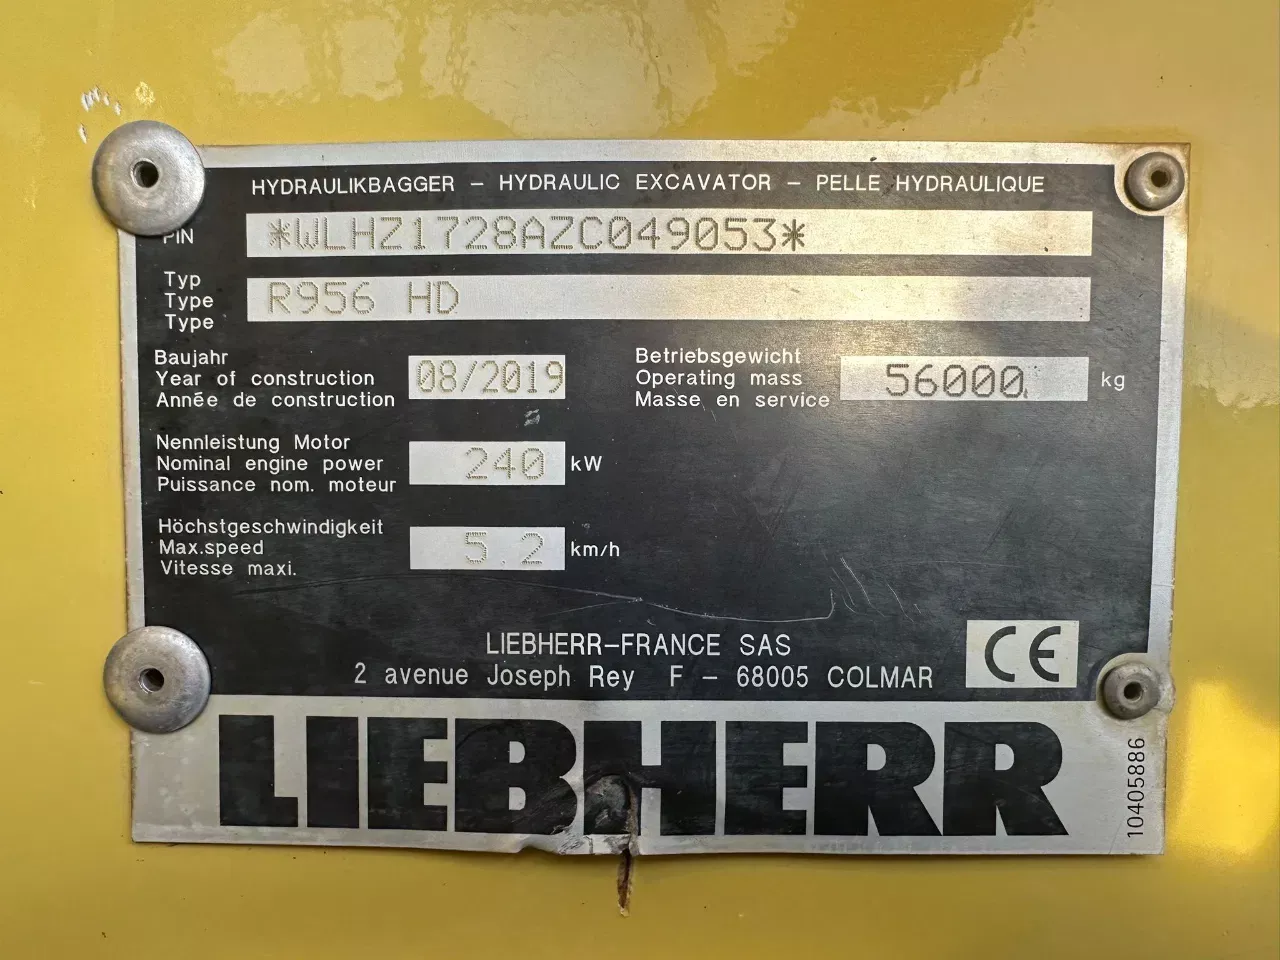 HYDRAULIKBAGGER – HYDRAULIC EXCAVATOR – PELLE HYDRAULIQUE
PIN *WLHZ1728AZC049053*
Typ
Type R956 HD
Type
Baujahr
Year of construction 08/2019
Année de construction
Betriebsgewicht
Operating mass 56000 kg
Masse en service
Nennleistung Motor
Nominal engine power 240 kW
Puissance nom. moteur
Höchstgeschwindigkeit
Max.speed 5.2 km/h
Vitesse maxi.
LIEBHERR-FRANCE SAS
2 avenue Joseph Rey F – 68005 COLMAR
CE
LIEBHERR
10405886